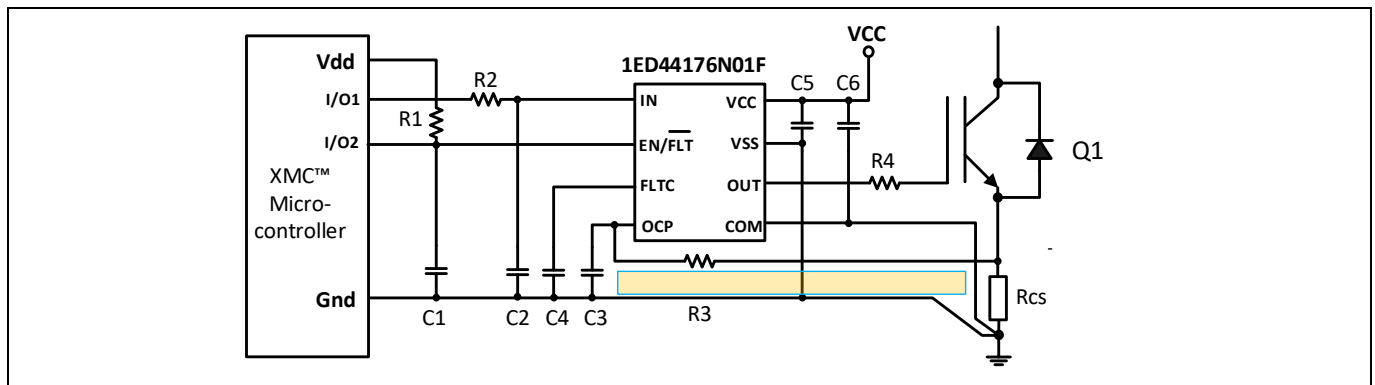 VCC
1ED44176N01F
Vdd
R2
C5
C6
I/O1
IN
VCC
R1
I/O2
EN/FLT
VSS
R4
Q1
XMC™
Micro-
controller
FLTC
OUT
OCP
COM
-
Gnd
Rcs
C1
C2
C4
C3
R3